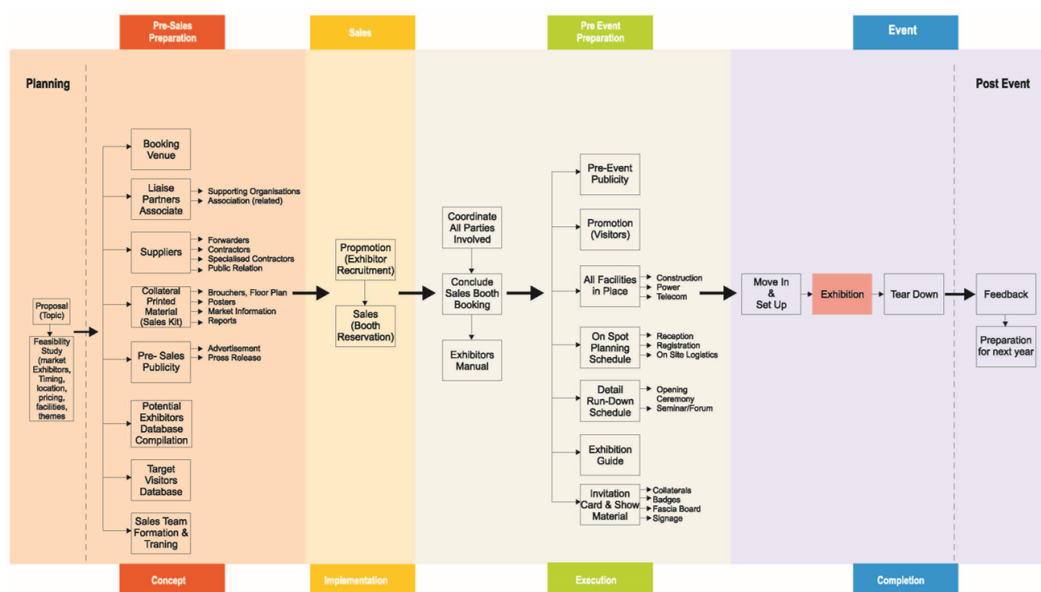 Pre-Sales
Preparation
Sales
Pre Event
Preparation
Event
Planning
Post Event
Proposal
(Topic)
Feasibility
Study
(market
Exhibitors,
Timing,
location,
pricing,
facilities,
themes
Booking
Venue
Liaise
Partners
Associate
Supporting Organisations
Association (related)
Suppliers
Forwarders
Contractors
Specialised Contractors
Public Relation
Collateral
Printed
Material
(Sales Kit)
Brouchers, Floor Plan
Posters
Market Information
Reports
Pre- Sales
Publicity
Advertisement
Press Release
Potential
Exhibitors
Database
Compilation
Target
Visitors
Database
Sales Team
Formation &
Traning
Propmotion
(Exhibitor
Recruitment)
Sales
(Booth
Reservation)
Coordinate
All Parties
Involved
Conclude
Sales Booth
Booking
Exhibitors
Manual
Pre-Event
Publicity
Promotion
(Visitors)
All Facilities
in Place
Construction
Power
Telecom
On Spot
Planning
Schedule
Reception
Registration
On Site Logistics
Detail
Run-Down
Schedule
Opening
Ceremony
Seminar/Forum
Exhibition
Guide
Invitation
Card & Show
Material
Collaterals
Badges
Fascia Board
Signage
Move In
&
Set Up
Exhibition
Tear Down
Feedback
Preparation
for next year
Concept
Implementation
Execution
Completion